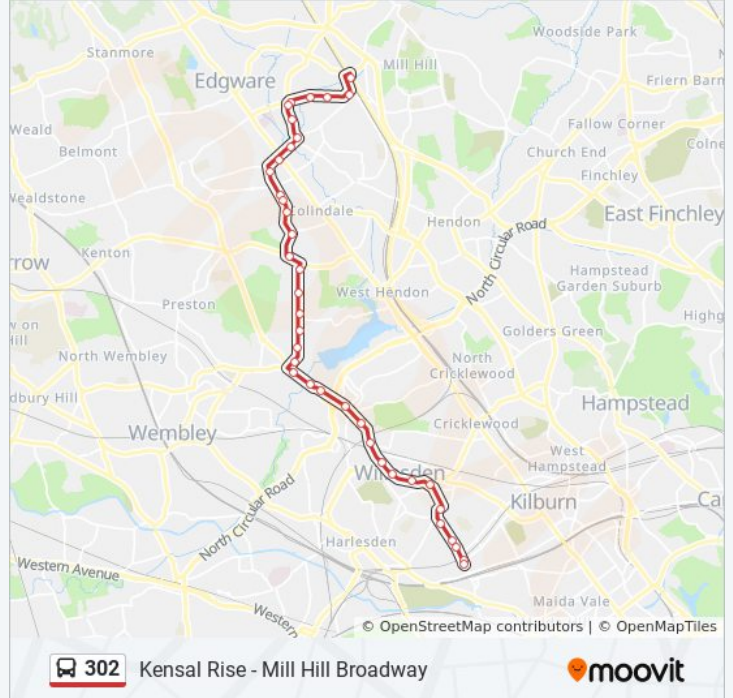 Woodside Park
Stanmore
Mill Hill
Edgware
Friern Barn
Weald
Fallow Corner
Belmont
Church End
Colne
Finchley
Wealdstone
East Finchley
Colindale
Hendon
North Circular Road
Kenton
rrow
Hampstead
Garden Suburb
West Hendon
Preston
Highg
w on
Hill
Golders Green
North Wembley
North
Cricklewood
dbury Hill
Hampstead
Cricklewood
Wembley
West
Hampstead
Willesden
Kilburn
Ca
North Circular Road
Harlesden
Western Avenue
Maida Vale
Western
© OpenStreetMap contributors | © OpenMapTiles
302 Kensal Rise - Mill Hill Broadway
moovit